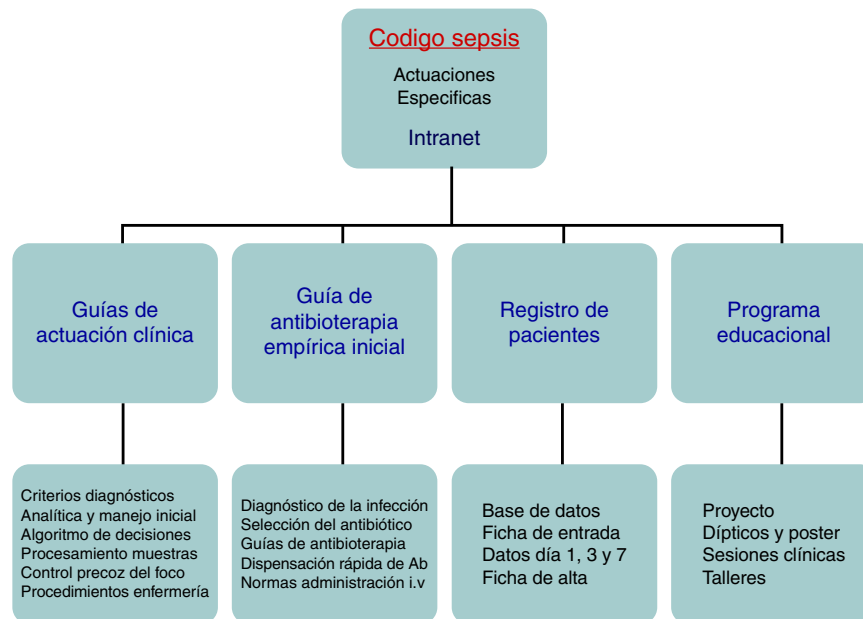 Codigo sepsis
Actuaciones
Especificas
Intranet
Guías de
actuación clínica
Guía de
antibioterapia
empírica inicial
Registro de
pacientes
Programa
educacional
Criterios diagnósticos
Analítica y manejo inicial
Algoritmo de decisiones
Procesamiento muestras
Control precoz del foco
Procedimientos enfermería
Diagnóstico de la infección
Selección del antibiótico
Guías de antibioterapia
Dispensación rápida de Ab
Normas administración i.v
Base de datos
Ficha de entrada
Datos día 1, 3 y 7
Ficha de alta
Proyecto
Dípticos y poster
Sesiones clínicas
Talleres